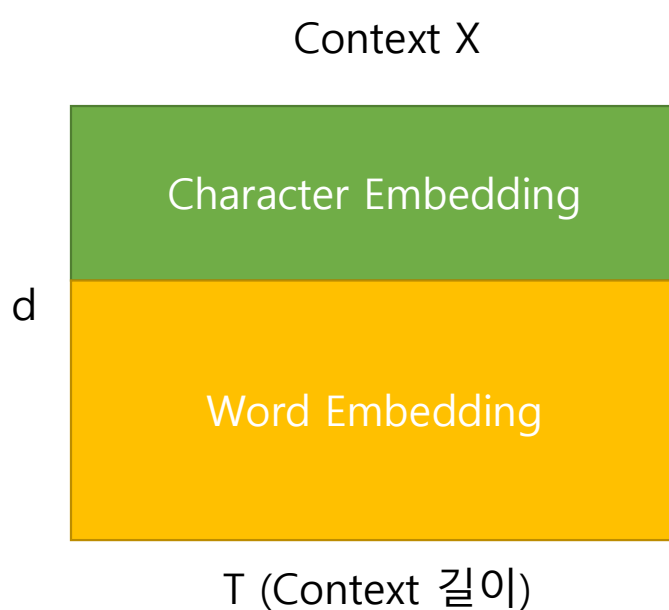 Context X
Character Embedding
d
Word Embedding
T (Context 길이)